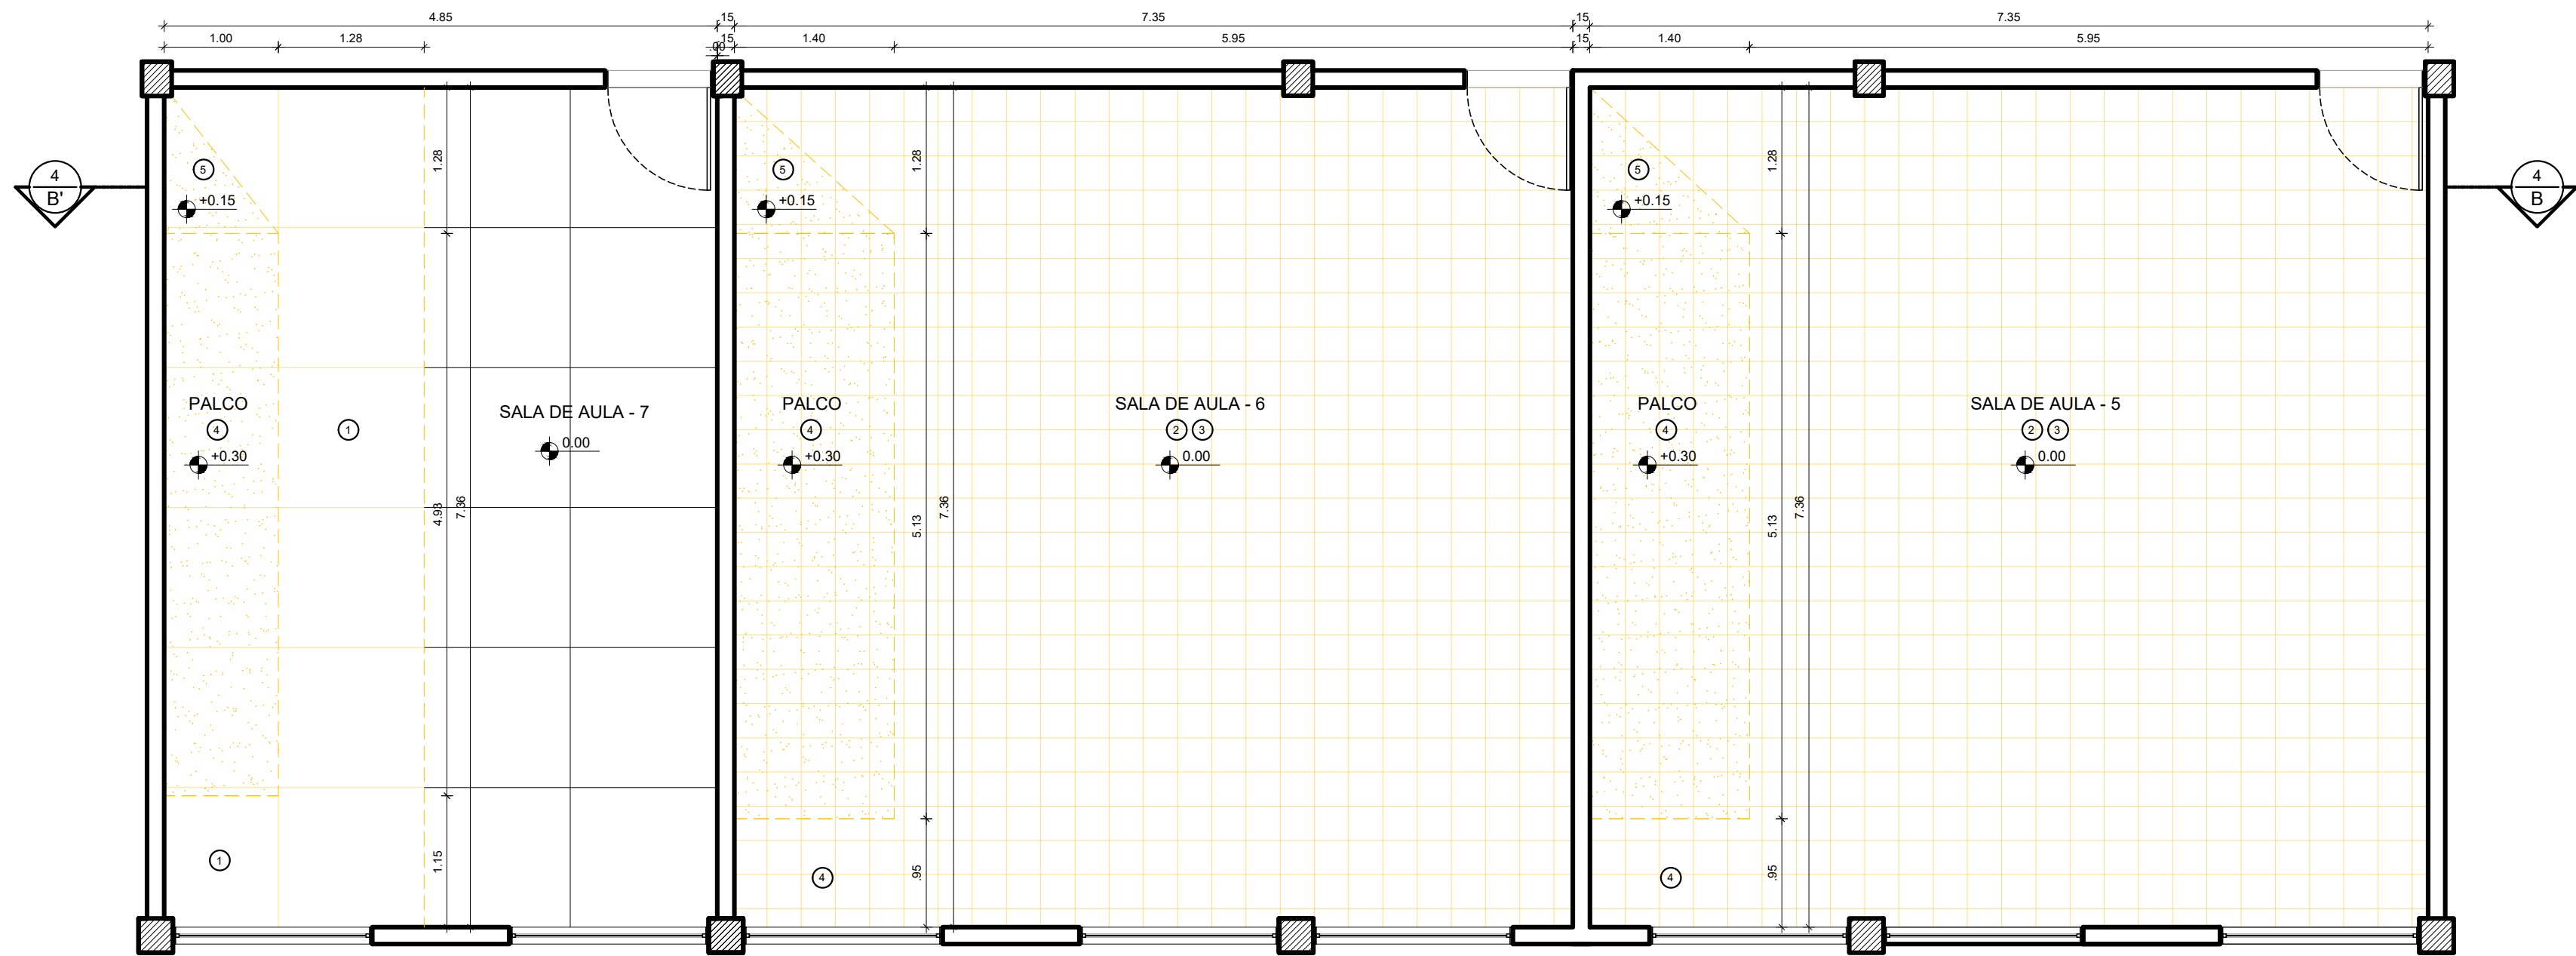 4.85 .15 7.35 .15 7.35
1.00 1.28 .00 .15 1.40 5.95 .15 1.40 5.95
1.28 1.28 1.28
5 5 5
4 4
B' B
+0.15 +0.15 +0.15
PALCO SALA DE AULA - 7 PALCO SALA DE AULA - 6 PALCO SALA DE AULA - 5
4 1 4 2 3 4 2 3
0.00
+0.30 +0.30 0.00 +0.30 0.00
4.93 7.36 5.13 7.36 5.13 7.36
1.15 .95 .95
1 4 4